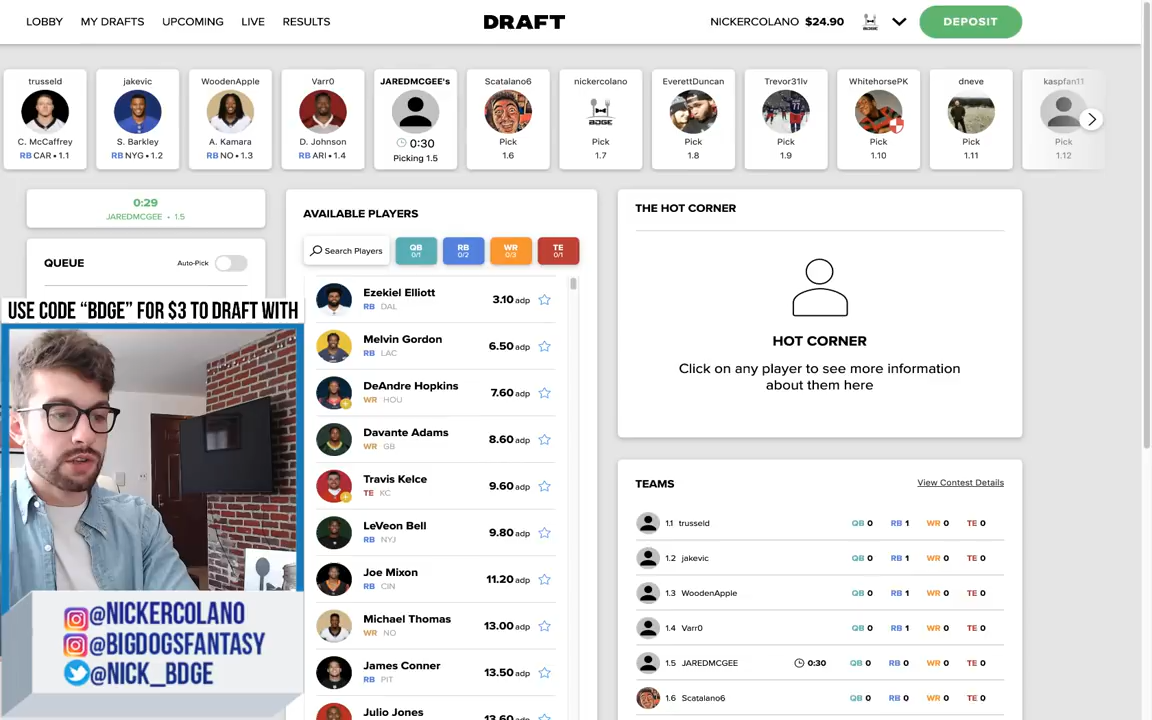 LOBBY MY DRAFTS UPCOMING LIVE RESULTS DRAFT NICKERCOLANO $24.90 BDGE DEPOSIT
trusseld jakevic WoodenApple Varr0 JAREDMCGEE's Scatalano6 nickercolano EverettDuncan Trevor31lv WhitehorsePK dneve kaspfan11
BDGE
C. McCaffrey S. Barkley A. Kamara D. Johnson 0:30 Pick Pick Pick Pick Pick Pick Pick
RB CAR • 1.1 RB NYG • 1.2 RB NO • 1.3 RB ARI • 1.4 Picking 1.5 1.6 1.7 1.8 1.9 1.10 1.11 1.12
0:29
JAREDMCGEE • 1.5
QUEUE Auto-Pick
USE CODE “BDGE” FOR $3 TO DRAFT WITH
@NICKERCOLANO
@BIGDOGSFANTASY
@NICK_BDGE
AVAILABLE PLAYERS
Search Players QB 0/1 RB 0/2 WR 0/3 TE 0/1
Ezekiel Elliott 3.10 adp
RB DAL
Melvin Gordon 6.50 adp
RB LAC
DeAndre Hopkins 7.60 adp
WR HOU
Davante Adams 8.60 adp
WR GB
Travis Kelce 9.60 adp
TE KC
LeVeon Bell 9.80 adp
RB NYJ
Joe Mixon 11.20 adp
RB CIN
Michael Thomas 13.00 adp
WR NO
James Conner 13.50 adp
RB PIT
Julio Jones 13.60 adp
THE HOT CORNER
HOT CORNER
Click on any player to see more information
about them here
TEAMS View Contest Details
1.1 trusseld QB 0 RB 1 WR 0 TE 0
1.2 jakevic QB 0 RB 1 WR 0 TE 0
1.3 WoodenApple QB 0 RB 1 WR 0 TE 0
1.4 Varr0 QB 0 RB 1 WR 0 TE 0
1.5 JAREDMCGEE 0:30 QB 0 RB 0 WR 0 TE 0
1.6 Scatalano6 QB 0 RB 0 WR 0 TE 0